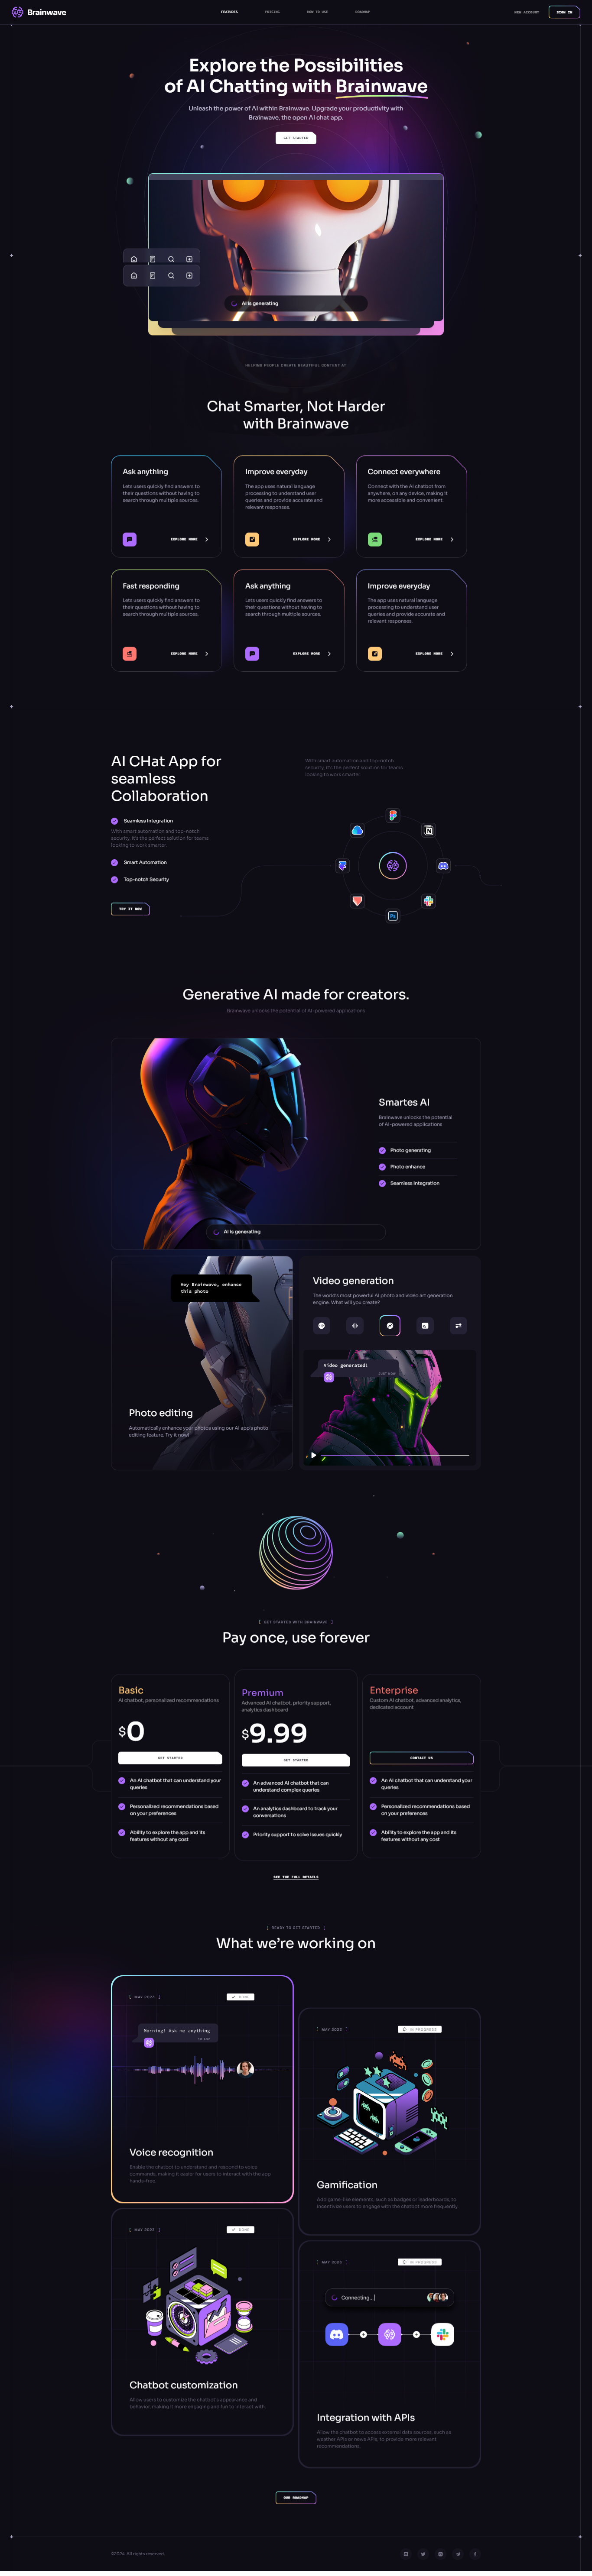 Brainwave
FEATURES PRICING HOW TO USE ROADMAP
NEW ACCOUNT SIGN IN
Explore the Possibilities
of AI Chatting with Brainwave
Unleash the power of AI within Brainwave. Upgrade your productivity with
Brainwave, the open AI chat app.
GET STARTED
AI is generating
HELPING PEOPLE CREATE BEAUTIFUL CONTENT AT
Chat Smarter, Not Harder
with Brainwave
Ask anything
Lets users quickly find answers to
their questions without having to
search through multiple sources.
EXPLORE MORE
Improve everyday
The app uses natural language
processing to understand user
queries and provide accurate and
relevant responses.
EXPLORE MORE
Connect everywhere
Connect with the AI chatbot from
anywhere, on any device, making it
more accessible and convenient.
EXPLORE MORE
Fast responding
Lets users quickly find answers to
their questions without having to
search through multiple sources.
EXPLORE MORE
Ask anything
Lets users quickly find answers to
their questions without having to
search through multiple sources.
EXPLORE MORE
Improve everyday
The app uses natural language
processing to understand user
queries and provide accurate and
relevant responses.
EXPLORE MORE
AI CHat App for
seamless
Collaboration
Seamless Integration
With smart automation and top-notch
security, it's the perfect solution for teams
looking to work smarter.
Smart Automation
Top-notch Security
TRY IT NOW
With smart automation and top-notch
security, it's the perfect solution for teams
looking to work smarter.
Ps
Generative AI made for creators.
Brainwave unlocks the potential of AI-powered applications
Smartes AI
Brainwave unlocks the potential
of AI-powered applications
Photo generating
Photo enhance
Seamless Integration
AI is generating
Hey Brainwave, enhance
this photo
Photo editing
Automatically enhance your photos using our AI app's photo
editing feature. Try it now!
Video generation
The world's most powerful AI photo and video art generation
engine. What will you create?
Video generated!
JUST NOW
[ GET STARTED WITH BRAINWAVE ]
Pay once, use forever
Basic
AI chatbot, personalized recommendations
$0
GET STARTED
An AI chatbot that can understand your
queries
Personalized recommendations based
on your preferences
Ability to explore the app and its
features without any cost
Premium
Advanced AI chatbot, priority support,
analytics dashboard
$9.99
GET STARTED
An advanced AI chatbot that can
understand complex queries
An analytics dashboard to track your
conversations
Priority support to solve issues quickly
Enterprise
Custom AI chatbot, advanced analytics,
dedicated account
CONTACT US
An AI chatbot that can understand your
queries
Personalized recommendations based
on your preferences
Ability to explore the app and its
features without any cost
SEE THE FULL DETAILS
[ READY TO GET STARTED ]
What we're working on
[ MAY 2023 ] DONE
Morning! Ask me anything
Voice recognition
Enable the chatbot to understand and respond to voice
commands, making it easier for users to interact with the app
hands-free.
[ MAY 2023 ] IN PROGRESS
Gamification
Add game-like elements, such as badges or leaderboards, to
incentivize users to engage with the chatbot more frequently.
[ MAY 2023 ] DONE
Chatbot customization
Allow users to customize the chatbot's appearance and
behavior, making it more engaging and fun to interact with.
[ MAY 2023 ] IN PROGRESS
Connecting...|
Integration with APIs
Allow the chatbot to access external data sources, such as
weather APIs or news APIs, to provide more relevant
recommendations.
OUR ROADMAP
©2024. All rights reserved